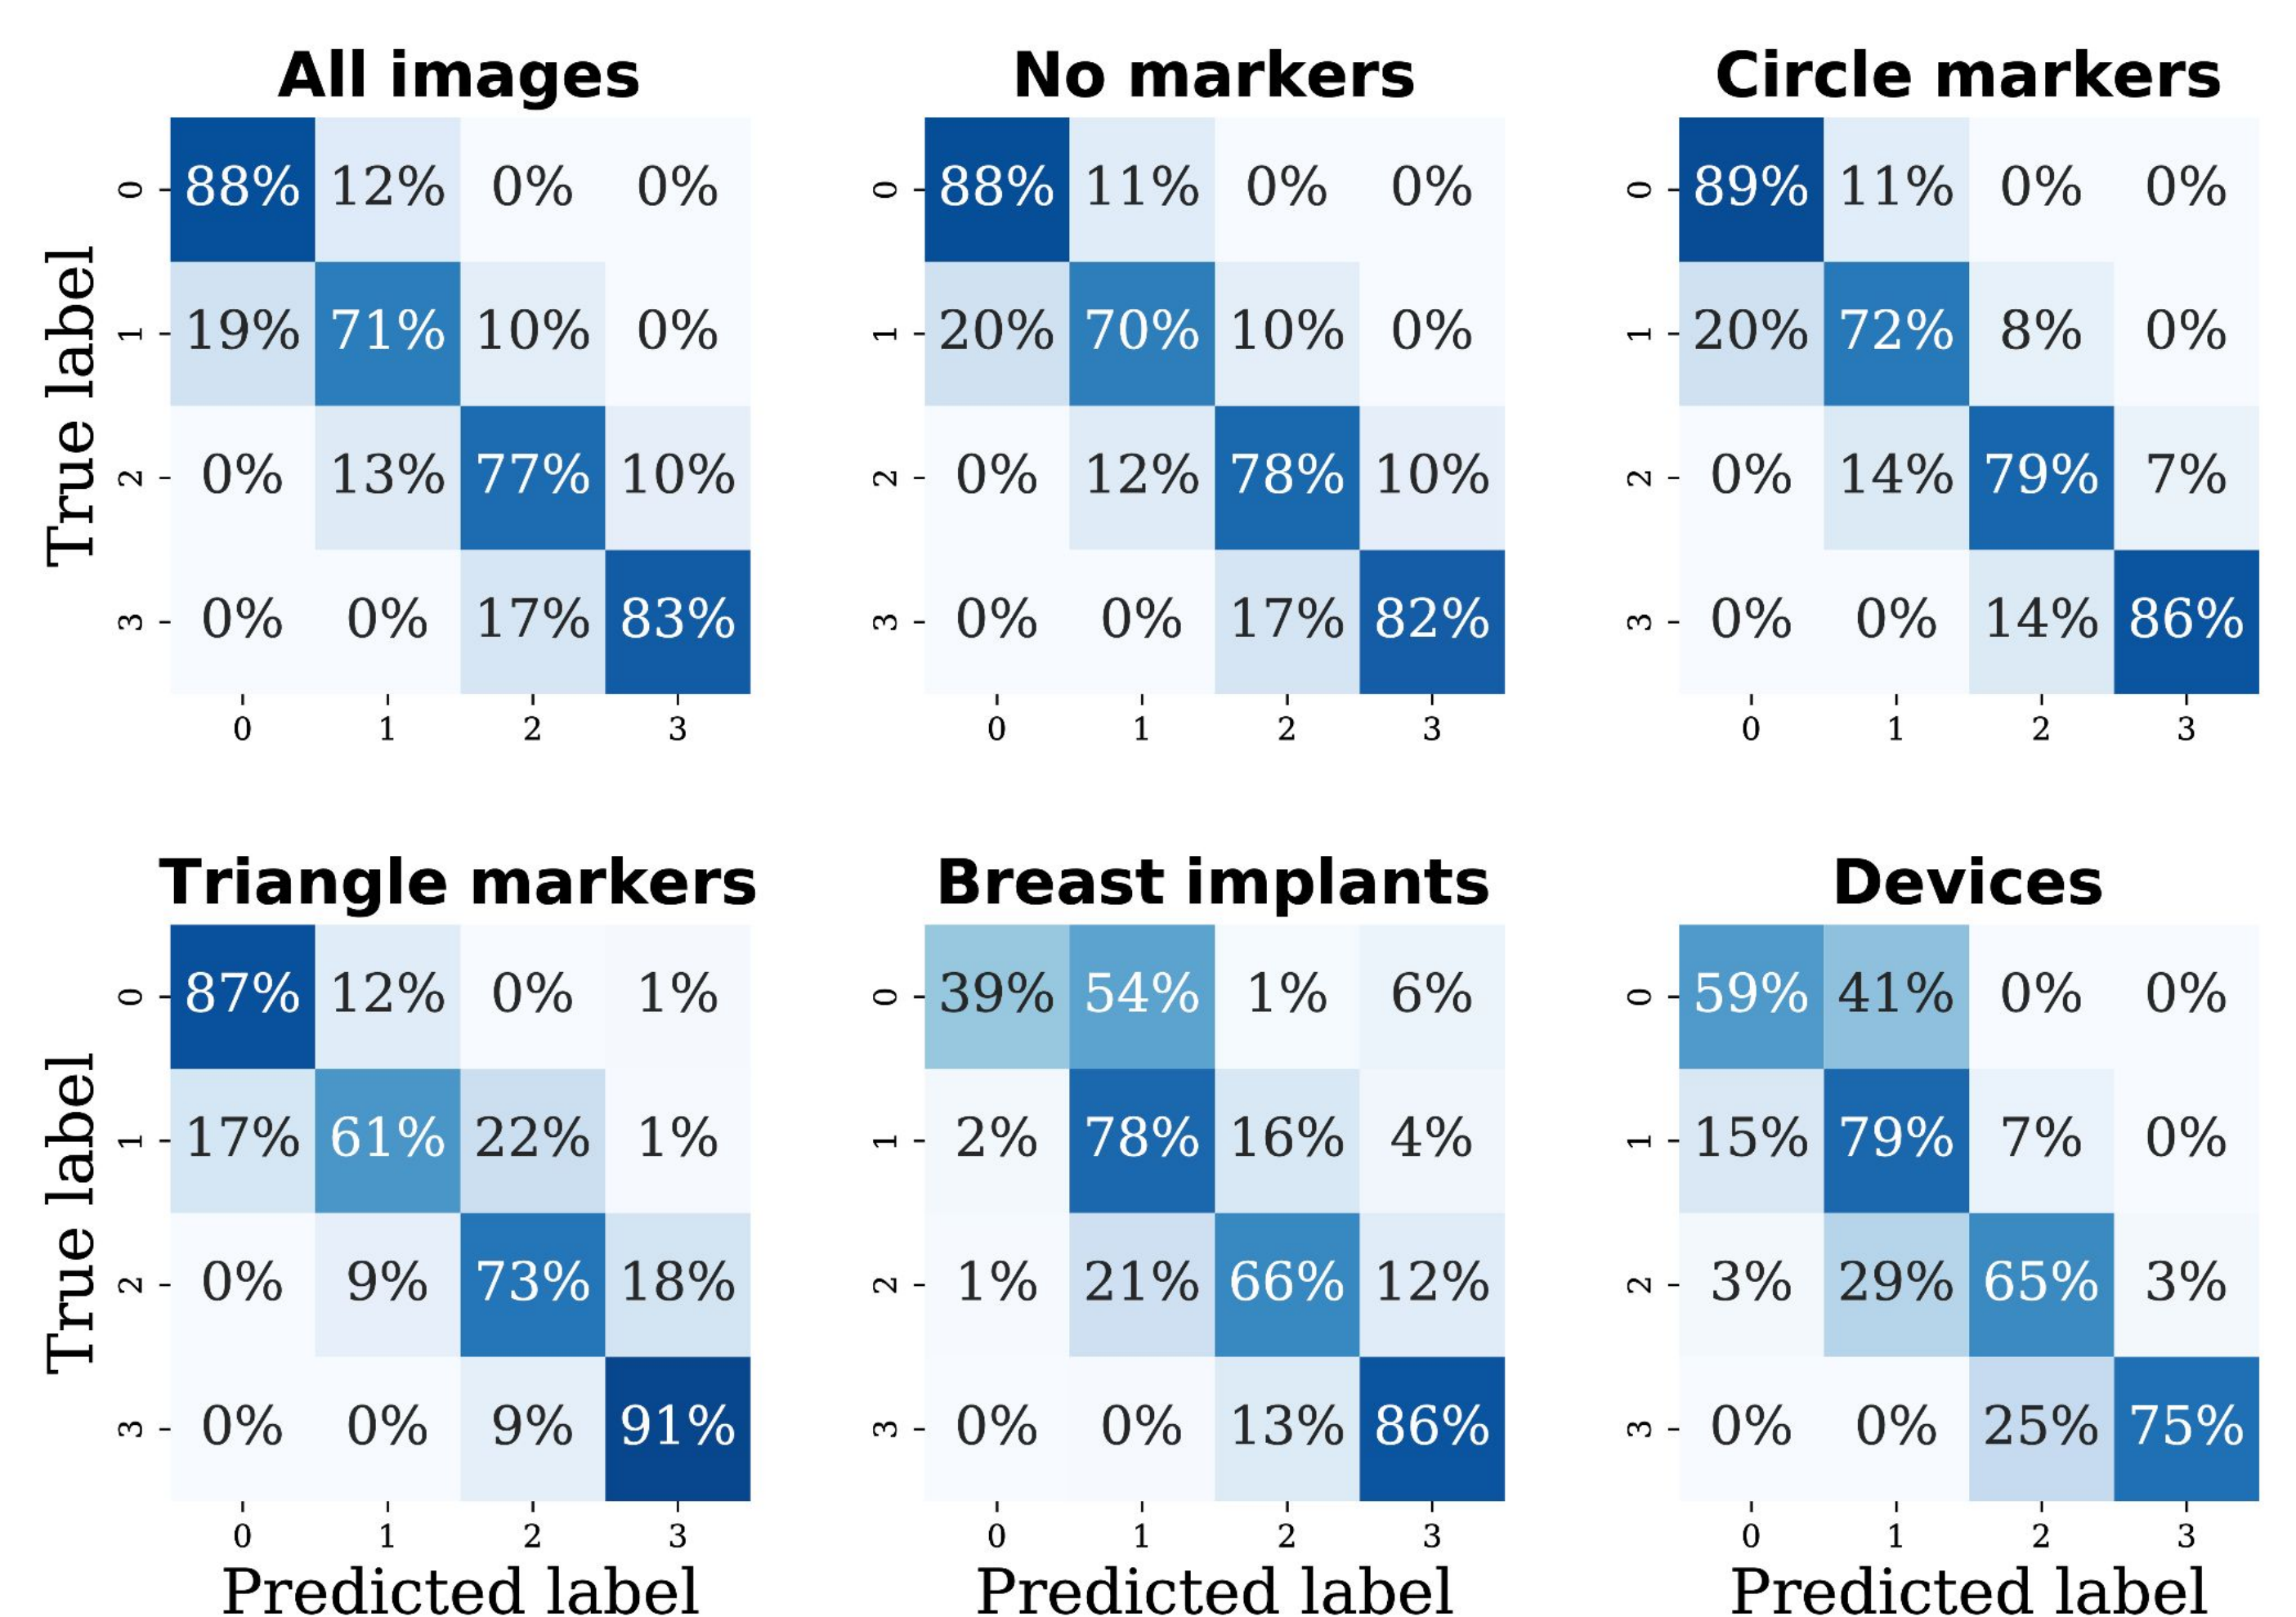 All images No markers Circle markers
0 88% 12% 0% 0% 0 88% 11% 0% 0% 0 89% 11% 0% 0%
1 19% 71% 10% 0% 1 20% 70% 10% 0% 1 20% 72% 8% 0%
True label
2 0% 13% 77% 10% 2 0% 12% 78% 10% 2 0% 14% 79% 7%
3 0% 0% 17% 83% 3 0% 0% 17% 82% 3 0% 0% 14% 86%
0 1 2 3 0 1 2 3 0 1 2 3
Triangle markers Breast implants Devices
0 87% 12% 0% 1% 0 39% 54% 1% 6% 0 59% 41% 0% 0%
1 17% 61% 22% 1% 1 2% 78% 16% 4% 1 15% 79% 7% 0%
True label
2 0% 9% 73% 18% 2 1% 21% 66% 12% 2 3% 29% 65% 3%
3 0% 0% 9% 91% 3 0% 0% 13% 86% 3 0% 0% 25% 75%
0 1 2 3 0 1 2 3 0 1 2 3
Predicted label Predicted label Predicted label